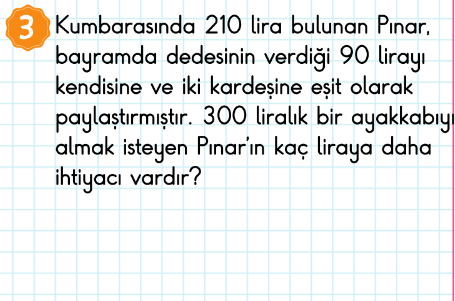 3 Kumbarasında 210 lira bulunan Pınar,
bayramda dedesinin verdiği 90 lirayı
kendisine ve iki kardeşine eşit olarak
paylaştırmıştır. 300 liralık bir ayakkabıyı
almak isteyen Pınar'ın kaç liraya daha
ihtiyacı vardır?